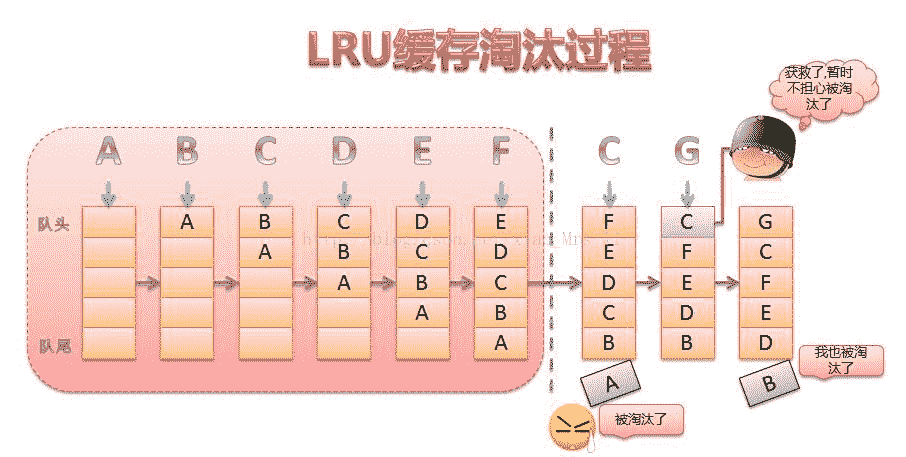 LRU缓存淘汰过程
获救了,暂时
不担心被淘
汰了
A B C D E F C G
队头 A B C D E F C G
A B C D E F C
A B C D E F
A B C D E
队尾 A B B D
A B
我也被淘
汰了
被淘汰了